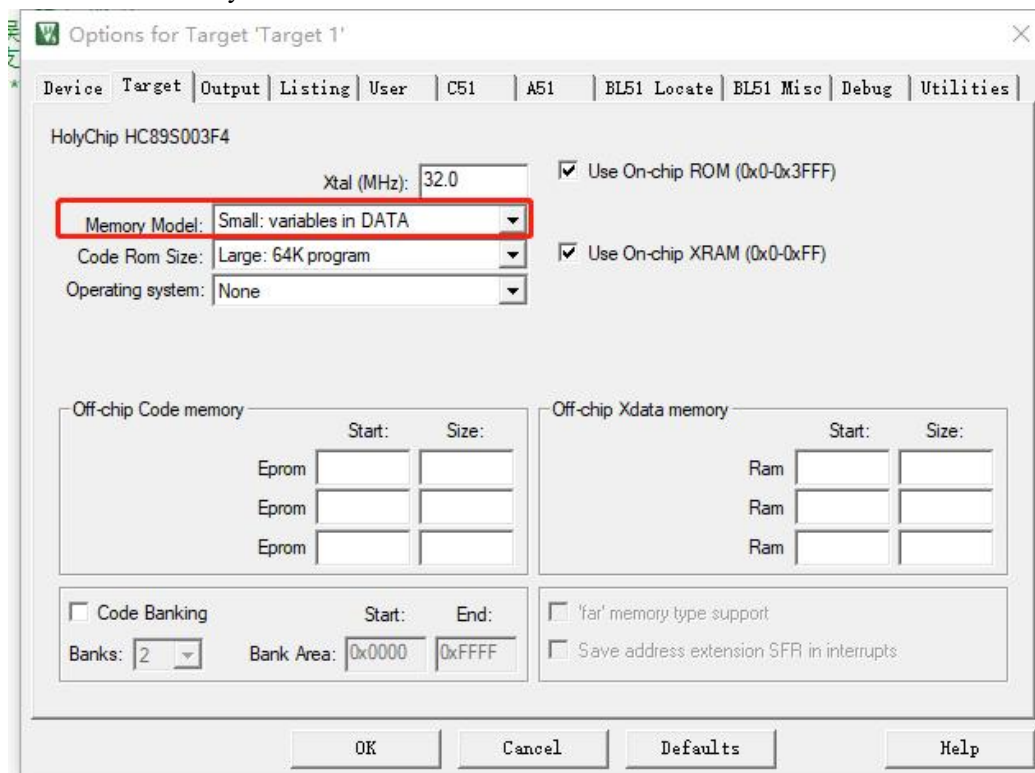 Options for Target 'Target 1'
Device Target Output Listing User C51 A51 BL51 Locate BL51 Misc Debug Utilities
HolyChip HC89S003F4
Xtal (MHz): 32.0
Use On-chip ROM (0x0-0x3FFF)
Memory Model: Small: variables in DATA
Code Rom Size: Large: 64K program
Use On-chip XRAM (0x0-0xFF)
Operating system: None
Off-chip Code memory
Start: Size:
Eprom
Eprom
Eprom
Off-chip Xdata memory
Start: Size:
Ram
Ram
Ram
Code Banking
Start: End:
Banks: 2 Bank Area: 0x0000 0xFFFF
'far' memory type support
Save address extension SFR in interrupts
OK Cancel Defaults Help